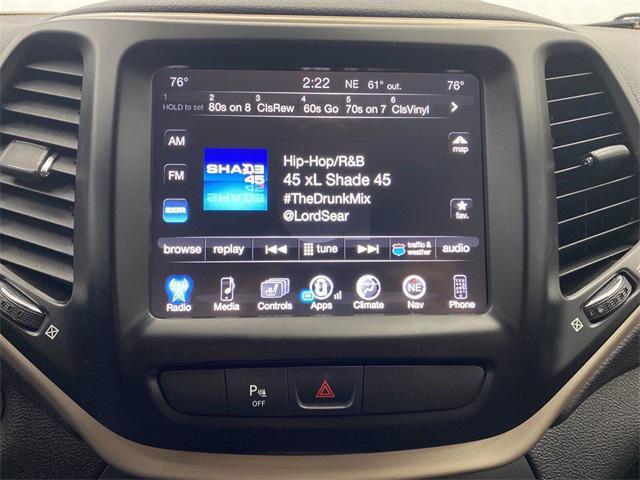 76° 2:22 NE 61° out. 76°
1 2 3 4 5 6
HOLD to set 80s on 8 ClsRew 60s Go 70s on 7 ClsVinyl >
AM
FM
SHADE
45
Hip-Hop/R&B
45 xL Shade 45
#TheDrunkMix
@LordSear
map
fav.
browse replay tune traffic & weather audio
NE
Radio Media Controls Apps Climate Nav Phone
P
OFF